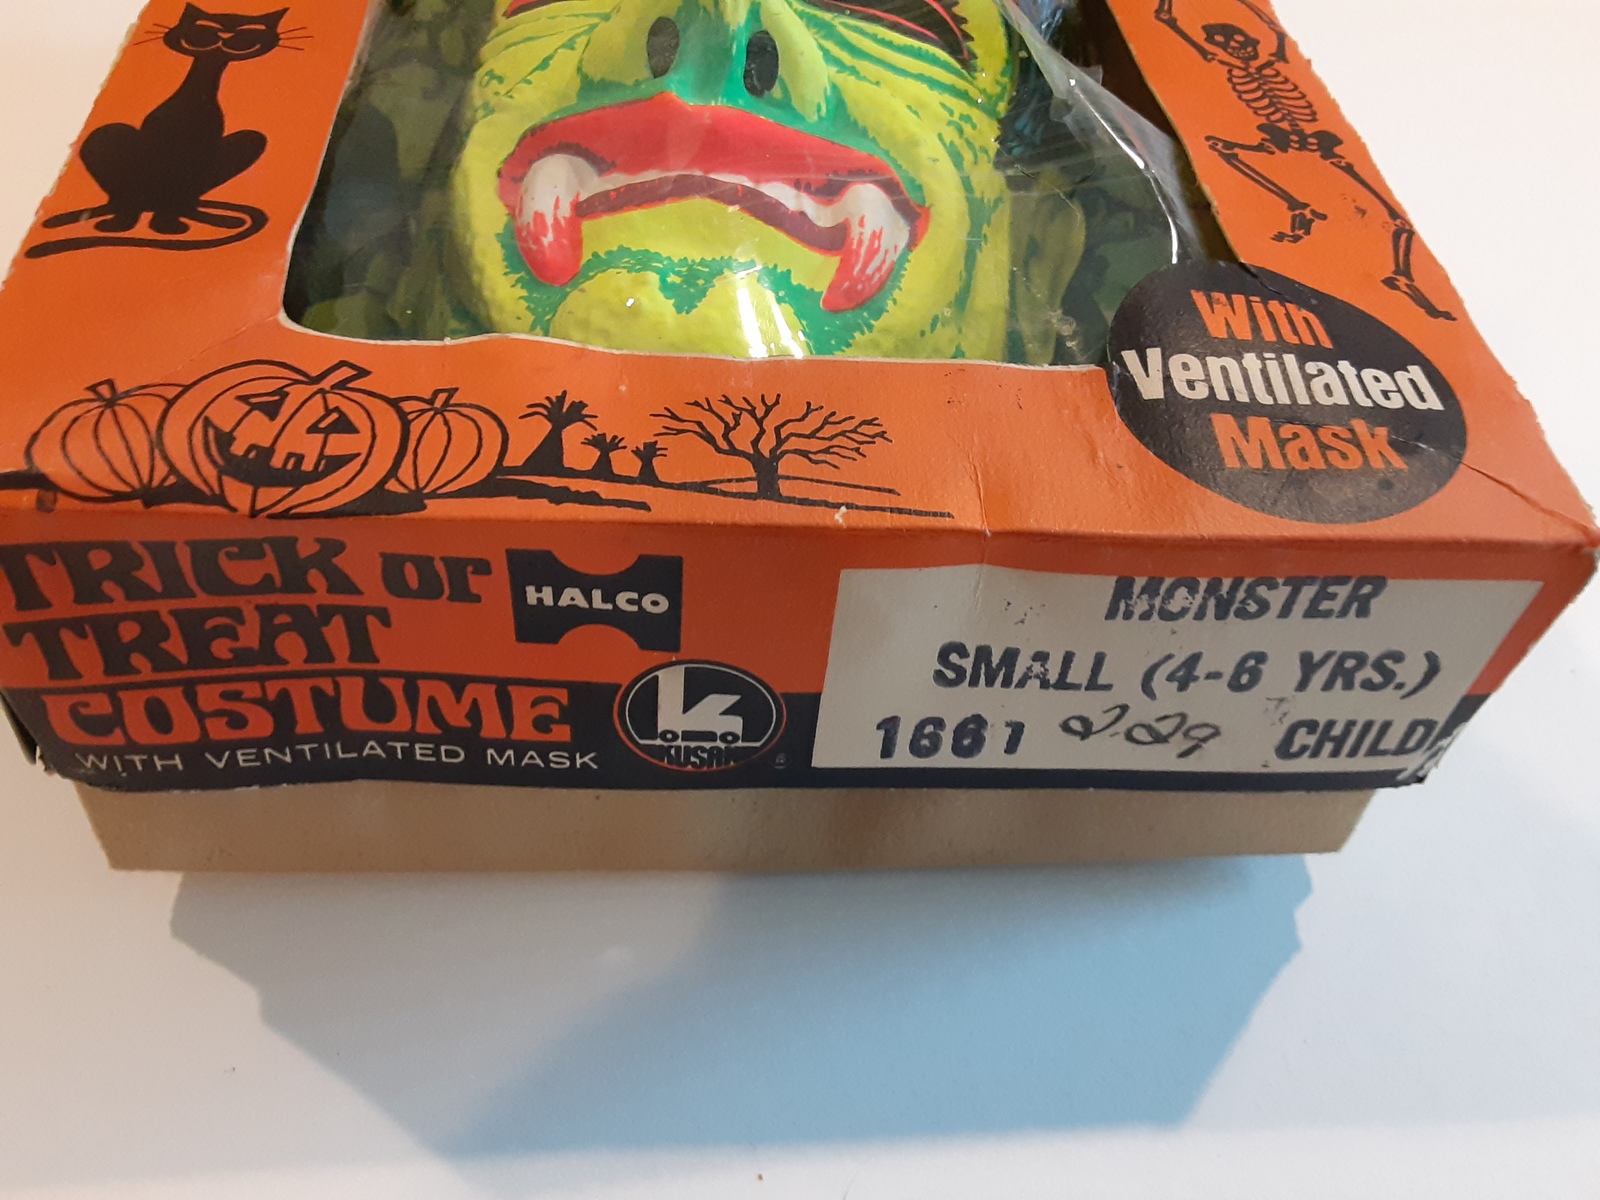 With
Ventilated
Mask
TRICK or
TREAT
COSTUME
WITH VENTILATED MASK
HALCO
KUSAN
®
MONSTER
SMALL (4-6 YRS.)
1661 2.29 CHILD